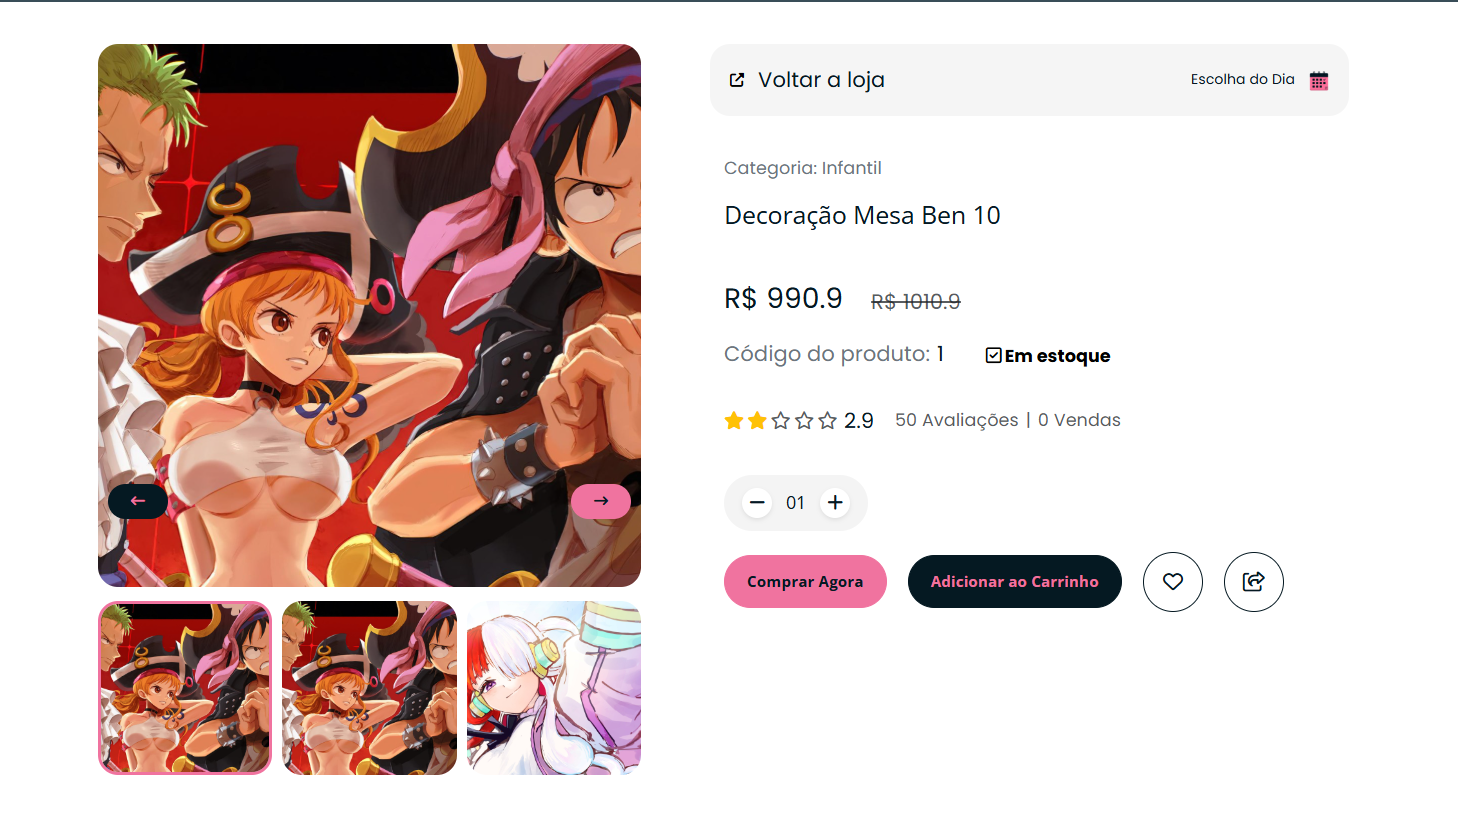 Voltar a loja
Escolha do Dia
Categoria: Infantil
Decoração Mesa Ben 10
R$ 990.9 R$ 1010.9
Código do produto: 1 Em estoque
2.9 50 Avaliações | 0 Vendas
01
Comprar Agora Adicionar ao Carrinho